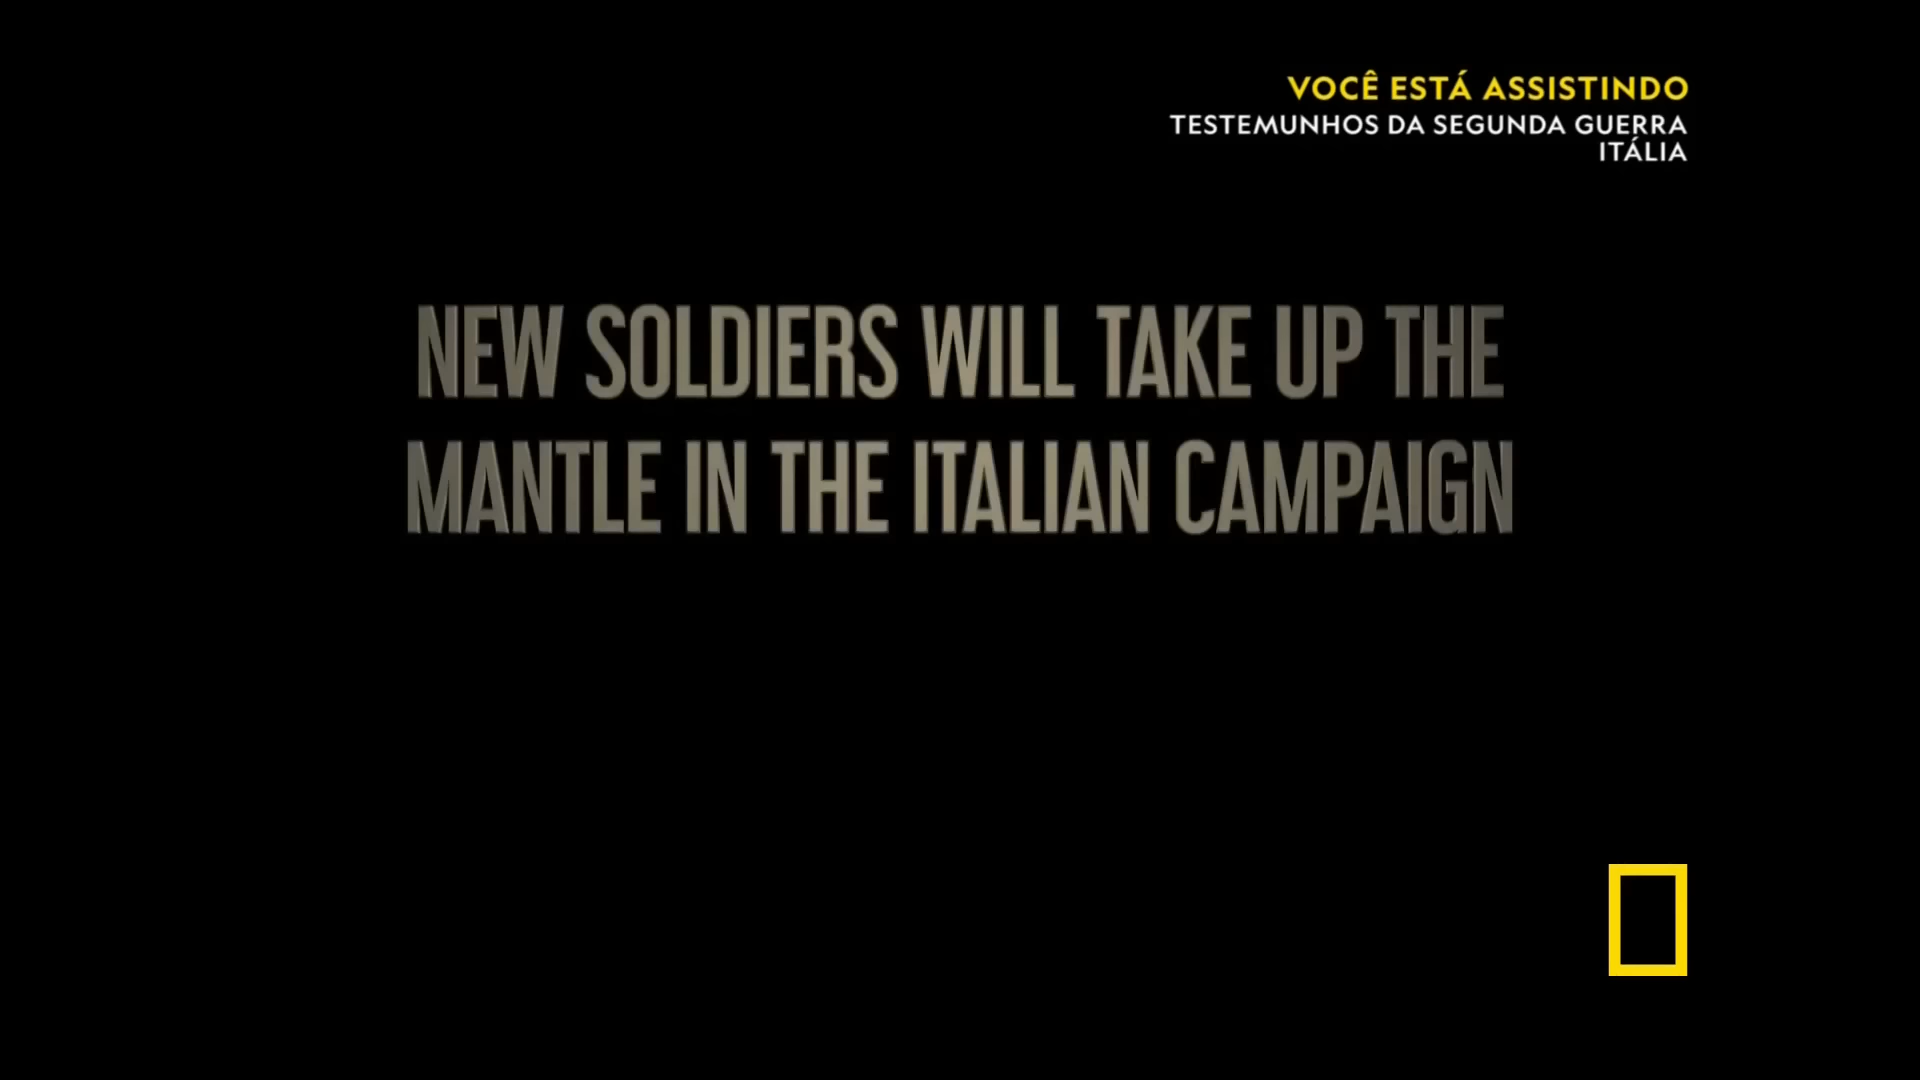 VOCÊ ESTÁ ASSISTINDO
TESTEMUNHOS DA SEGUNDA GUERRA
ITÁLIA
NEW SOLDIERS WILL TAKE UP THE
MANTLE IN THE ITALIAN CAMPAIGN